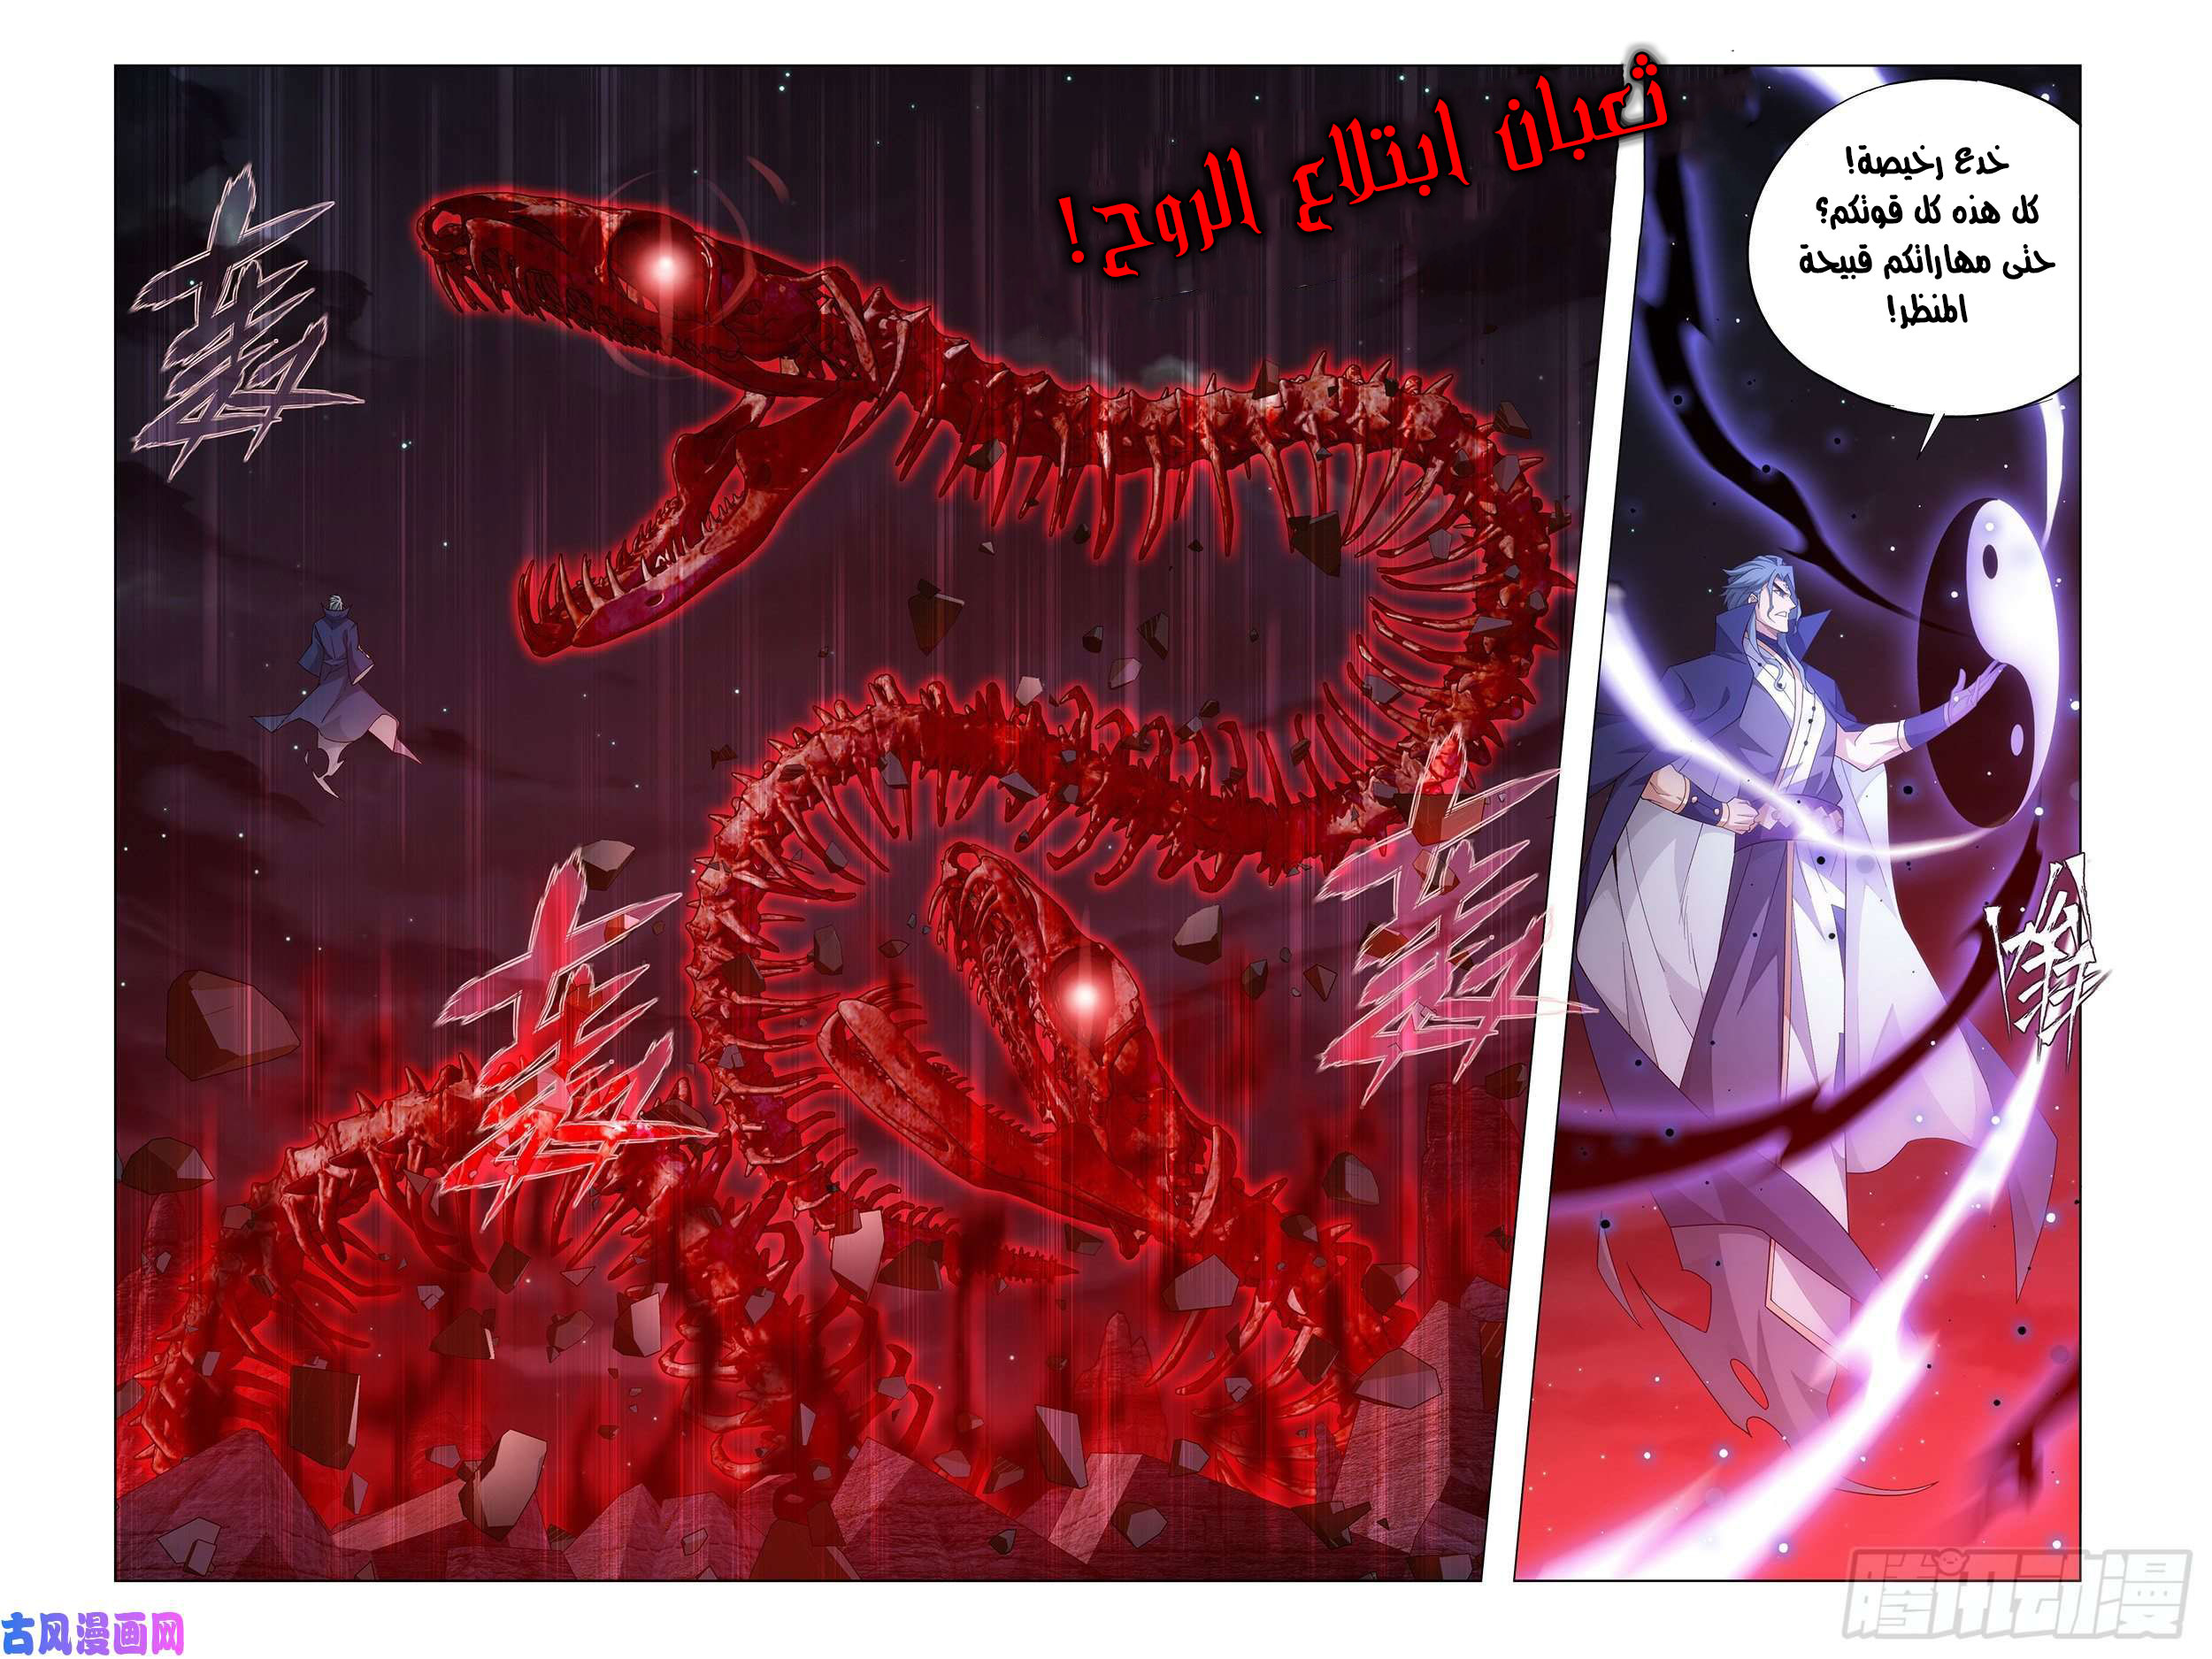 خدع رخيصة!
كل هذه كل قوتكم؟
حتى مهاراتكم قبيحة
المنظر!
ثعبان ابتلاع الروح!
轰
轰
轰
古风漫画网
腾讯动漫